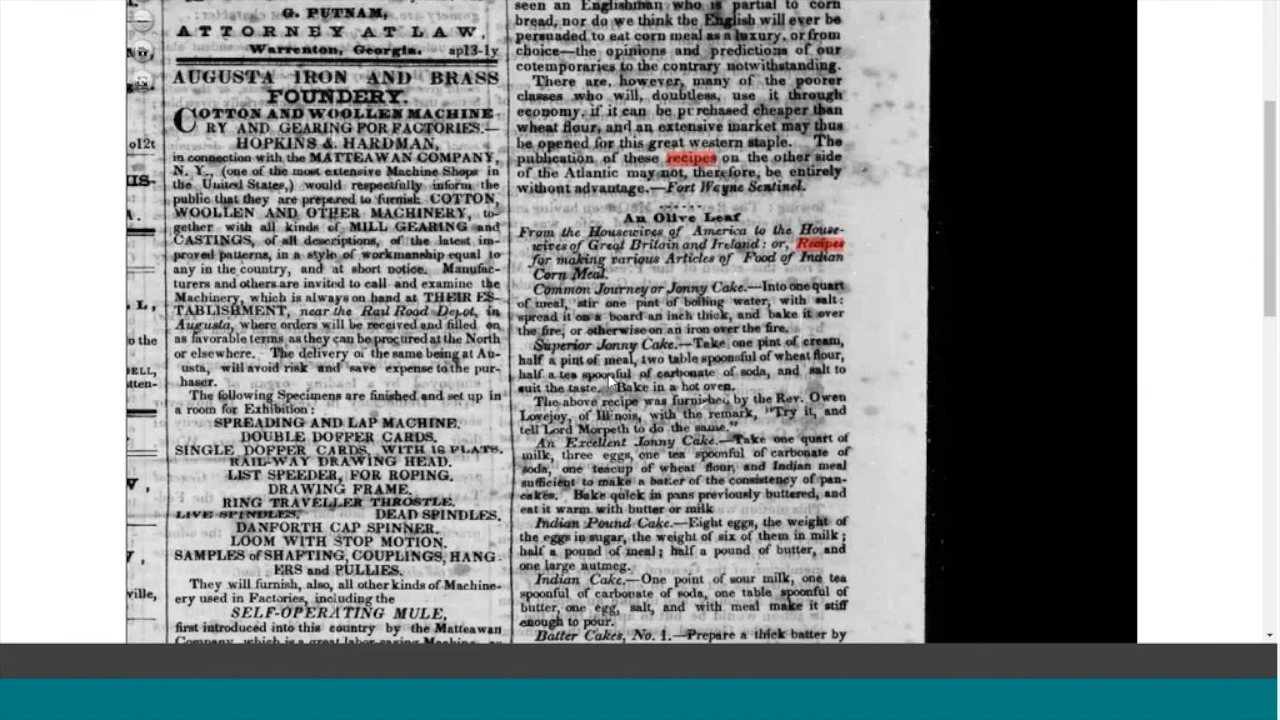 G. PUTNAM,
ATTORNEY AT LAW,
Warrenton, Georgia. ap13-1y
AUGUSTA IRON AND BRASS
FOUNDERY.
COTTON AND WOOLLEN MACHINE
RY AND GEARING FOR FACTORIES.—
HOPKINS & HARDMAN,
in connection with the MATTEAWAN COMPANY,
N. Y., (one of the most extensive Machine Shops in
the United States,) would respectfully inform the
public that they are prepared to furnish COTTON,
WOOLLEN AND OTHER MACHINERY, to-
gether with all kinds of MILL GEARING and
CASTINGS, of all descriptions, of the latest im-
proved patterns, in a style of workmanship equal to
any in the country, and at short notice. Manufac-
turers and others are invited to call and examine the
Machinery, which is always on hand at THEIR ES-
TABLISHMENT, near the Rail Road Depot, in
Augusta, where orders will be received and filled on
as favorable terms as they can be procured at the North
or elsewhere. The delivery of the same being at Au-
usta, will avoid risk and save expense to the pur-
haser.
The following Specimens are finished and set up in
a room for Exhibition:
SPREADING AND LAP MACHINE.
DOUBLE DOFFER CARDS.
SINGLE DOFFER CARDS, WITH 18 FLATS.
RAIL-WAY DRAWING HEAD.
LIST SPEEDER, FOR ROPING.
DRAWING FRAME.
RING TRAVELLER THROSTLE.
LIVE SPINDLES. DEAD SPINDLES.
DANFORTH CAP SPINNER.
LOOM WITH STOP MOTION.
SAMPLES of SHAFTING, COUPLINGS, HANG-
ERS and PULLIES.
They will furnish, also, all other kinds of Machine-
ery used in Factories, including the
SELF-OPERATING MULE,
first introduced into this country by the Matteawan
seen an Englishman who is partial to corn
bread, nor do we think the English will ever be
persuaded to eat corn meal as a luxury, or from
choice—the opinions and predictions of our
cotemporaries to the contrary notwithstanding.
There are, however, many of the poorer
classes who will, doubtless, use it through
economy, if it can be purchased cheaper than
wheat flour, and an extensive market may thus
be opened for this great western staple. The
publication of these recipes on the other side
of the Atlantic may not, therefore, be entirely
without advantage.—Fort Wayne Sentinel.
An Olive Leaf
From the Housewives of America to the House-
wives of Great Britain and Ireland: or, Recipes
for making various Articles of Food of Indian
Corn Meal.
Common Journey or Jonny Cake.—Into one quart
of meal, stir one pint of boiling water, with salt:
spread it on a board an inch thick, and bake it over
the fire, or otherwise on an iron over the fire.
Superior Jonny Cake.—Take one pint of cream,
half a pint of meal, two table spoonsful of wheat flour,
half a tea spoonful of carbonate of soda, and salt to
suit the taste. Bake in a hot oven.
The above recipe was furnished by the Rev. Owen
Lovejoy, of Illinois, with the remark, "Try it, and
tell Lord Morpeth to do the same."
An Excellent Jonny Cake.—Take one quart of
milk, three eggs, one tea spoonful of carbonate of
soda, one teacup of wheat flour, and Indian meal
sufficient to make a batter of the consistency of pan-
cakes. Bake quick in pans previously buttered, and
eat it warm with butter or milk
Indian Pound Cake.—Eight eggs, the weight of
the eggs in sugar, the weight of six of them in milk;
half a pound of meal; half a pound of butter, and
one large nutmeg.
Indian Cake.—One point of sour milk, one tea
spoonful of carbonate of soda, one table spoonful of
butter, one egg, salt, and with meal make it stiff
enough to pour.
Batter Cakes, No. 1.—Prepare a thick batter by